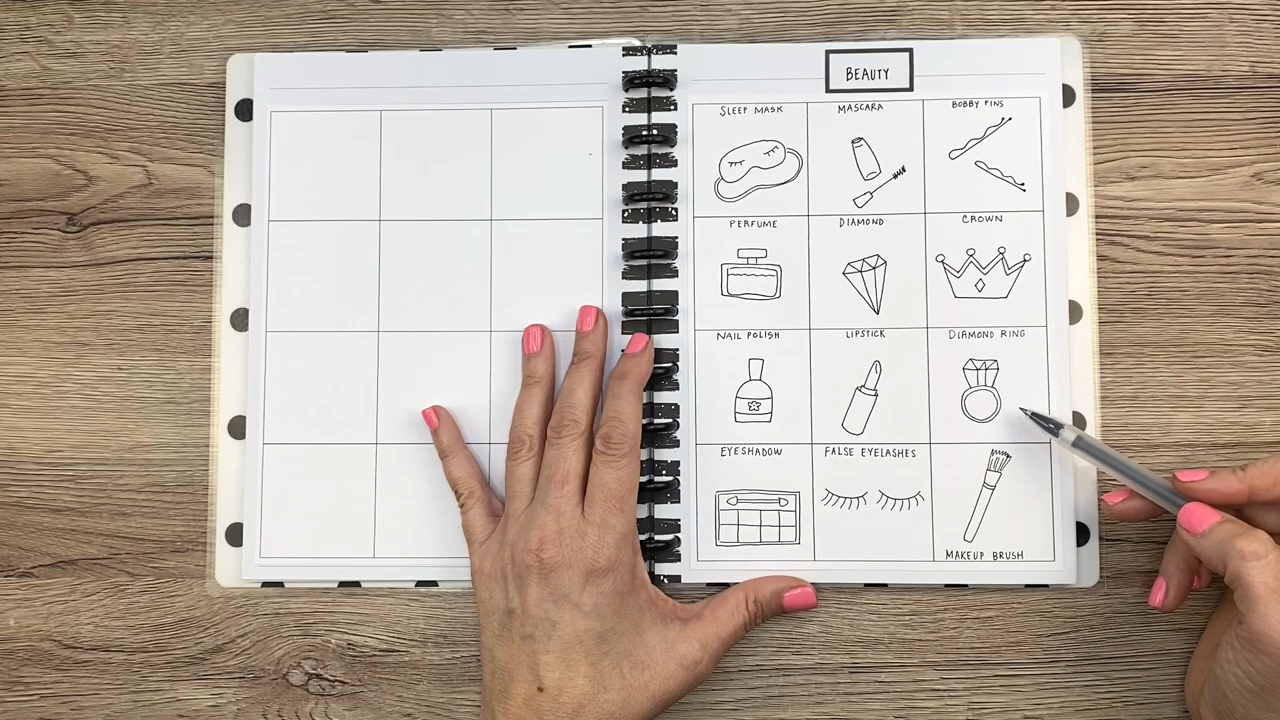 BEAUTY
SLEEP MASK
MASCARA
BOBBY PINS
PERFUME
DIAMOND
CROWN
NAIL POLISH
LIPSTICK
DIAMOND RING
EYESHADOW
FALSE EYELASHES
MAKEUP BRUSH